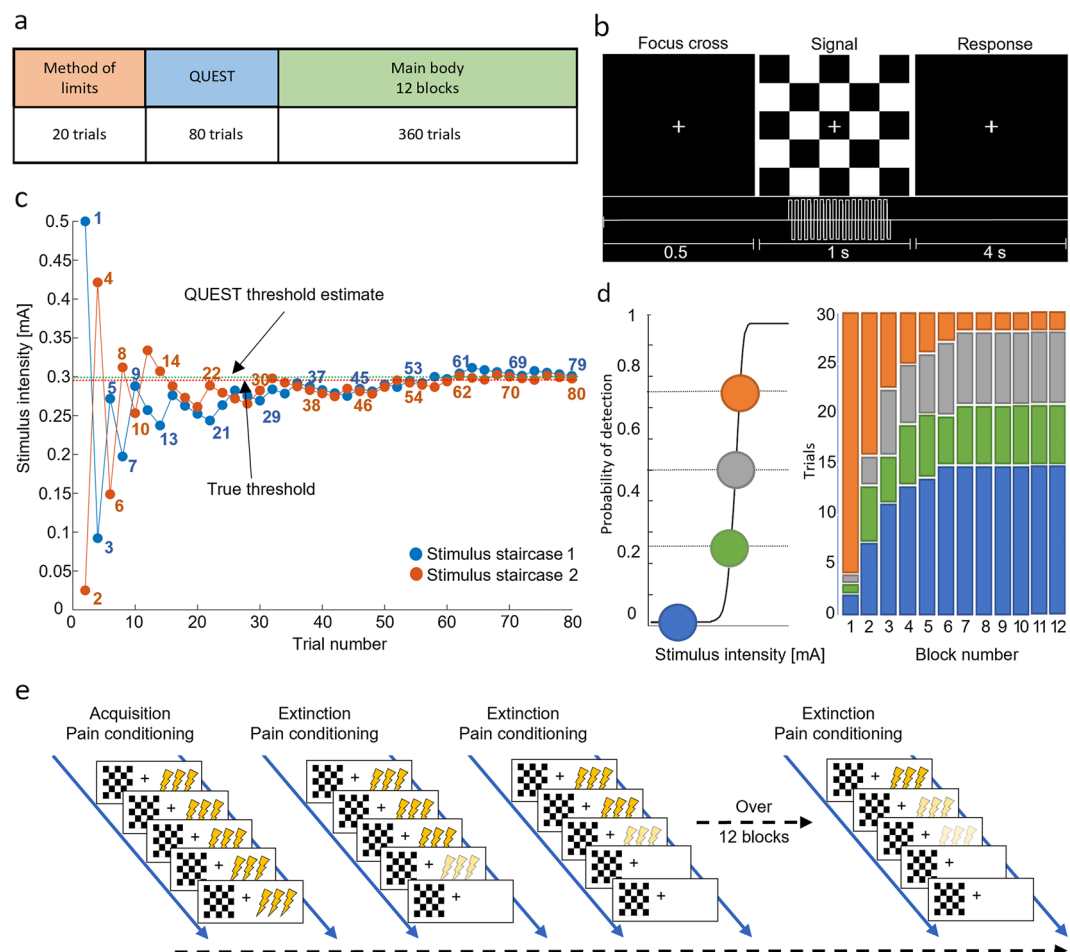 a
Method of
limits
QUEST
Main body
12 blocks
20 trials
80 trials
360 trials
b
Focus cross
Signal
Response
0.5
1 s
4 s
c
Stimulus intensity [mA]
0.5
0.45
0.4
0.35
0.3
0.25
0.2
0.15
0.1
0.05
0
0
10
20
30
40
50
60
70
80
Trial number
1
4
8
14
9
5
22
30
37
45
53
61
69
79
10
13
21
29
38
46
54
62
70
80
7
6
3
2
QUEST threshold estimate
True threshold
Stimulus staircase 1
Stimulus staircase 2
d
Probability of detection
1
0.8
0.6
0.4
0.2
0
Stimulus intensity [mA]
Trials
30
25
20
15
10
5
0
1 2 3 4 5 6 7 8 9 10 11 12
Block number
e
Acquisition
Pain conditioning
Extinction
Pain conditioning
Extinction
Pain conditioning
Extinction
Pain conditioning
Over
12 blocks